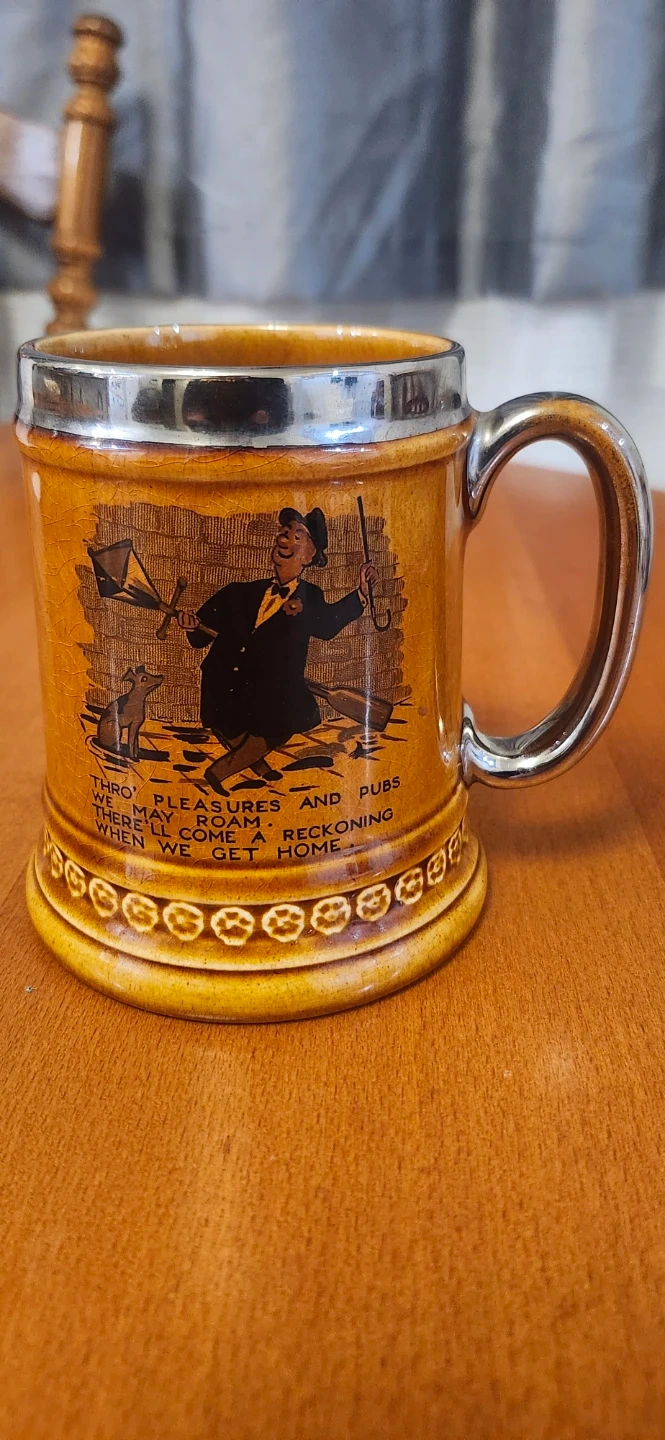 THRO' PLEASURES AND PUBS
WE MAY ROAM.
THERE'LL COME A RECKONING
WHEN WE GET HOME.